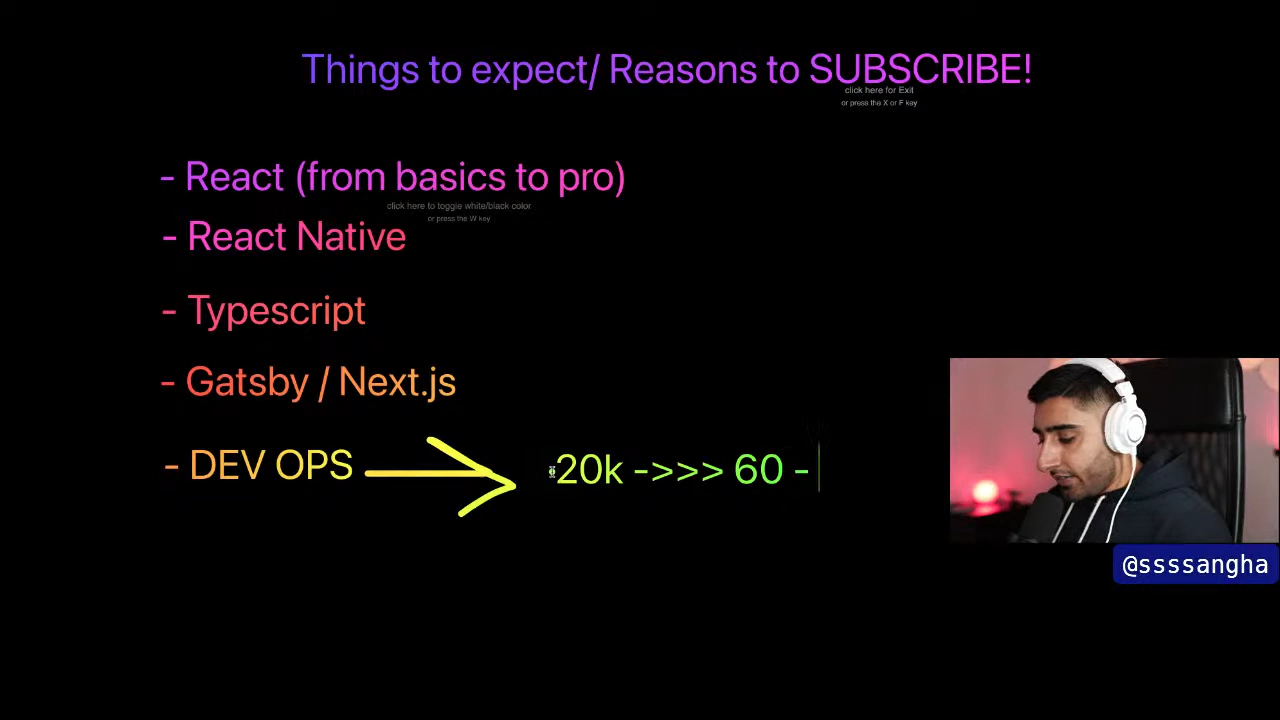 Things to expect/ Reasons to SUBSCRIBE!
click here for Exit
or press the X or F key
- React (from basics to pro)
click here to toggle white/black color
or press the W key
- React Native
- Typescript
- Gatsby / Next.js
- DEV OPS
20k ->>> 60 -
@ssssangha